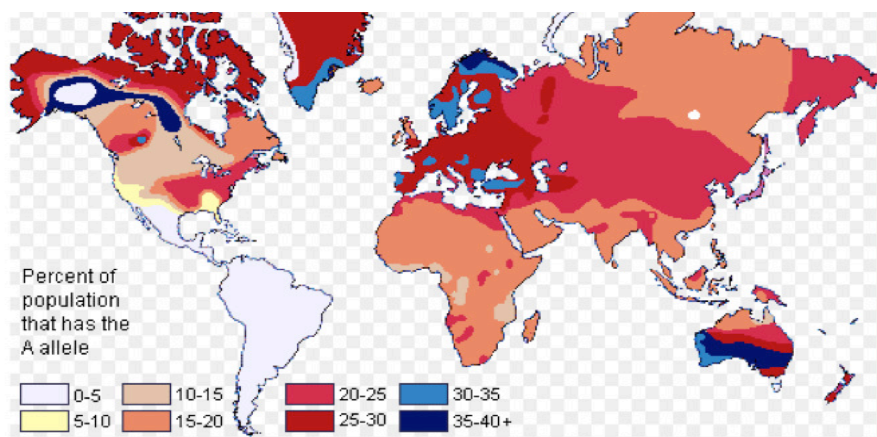 Percent of
population
that has the
A allele
0-5 10-15 20-25 30-35
5-10 15-20 25-30 35-40+